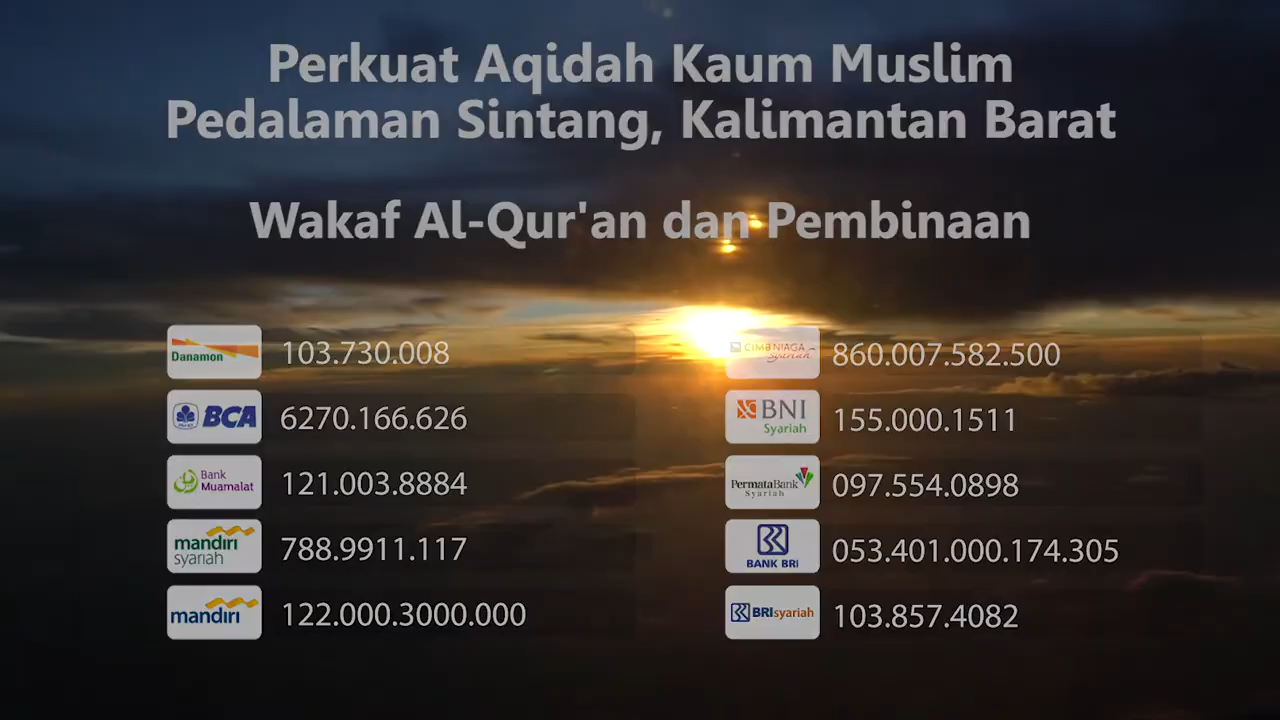 Perkuat Aqidah Kaum Muslim
Pedalaman Sintang, Kalimantan Barat
Wakaf Al-Qur'an dan Pembinaan
Danamon 103.730.008
BCA 6270.166.626
Bank Muamalat 121.003.8884
mandiri syariah 788.9911.117
mandiri 122.000.3000.000
CIMB NIAGA syariah 860.007.582.500
BNI Syariah 155.000.1511
PermataBank Syariah 097.554.0898
BANK BRI 053.401.000.174.305
BRIsyariah 103.857.4082